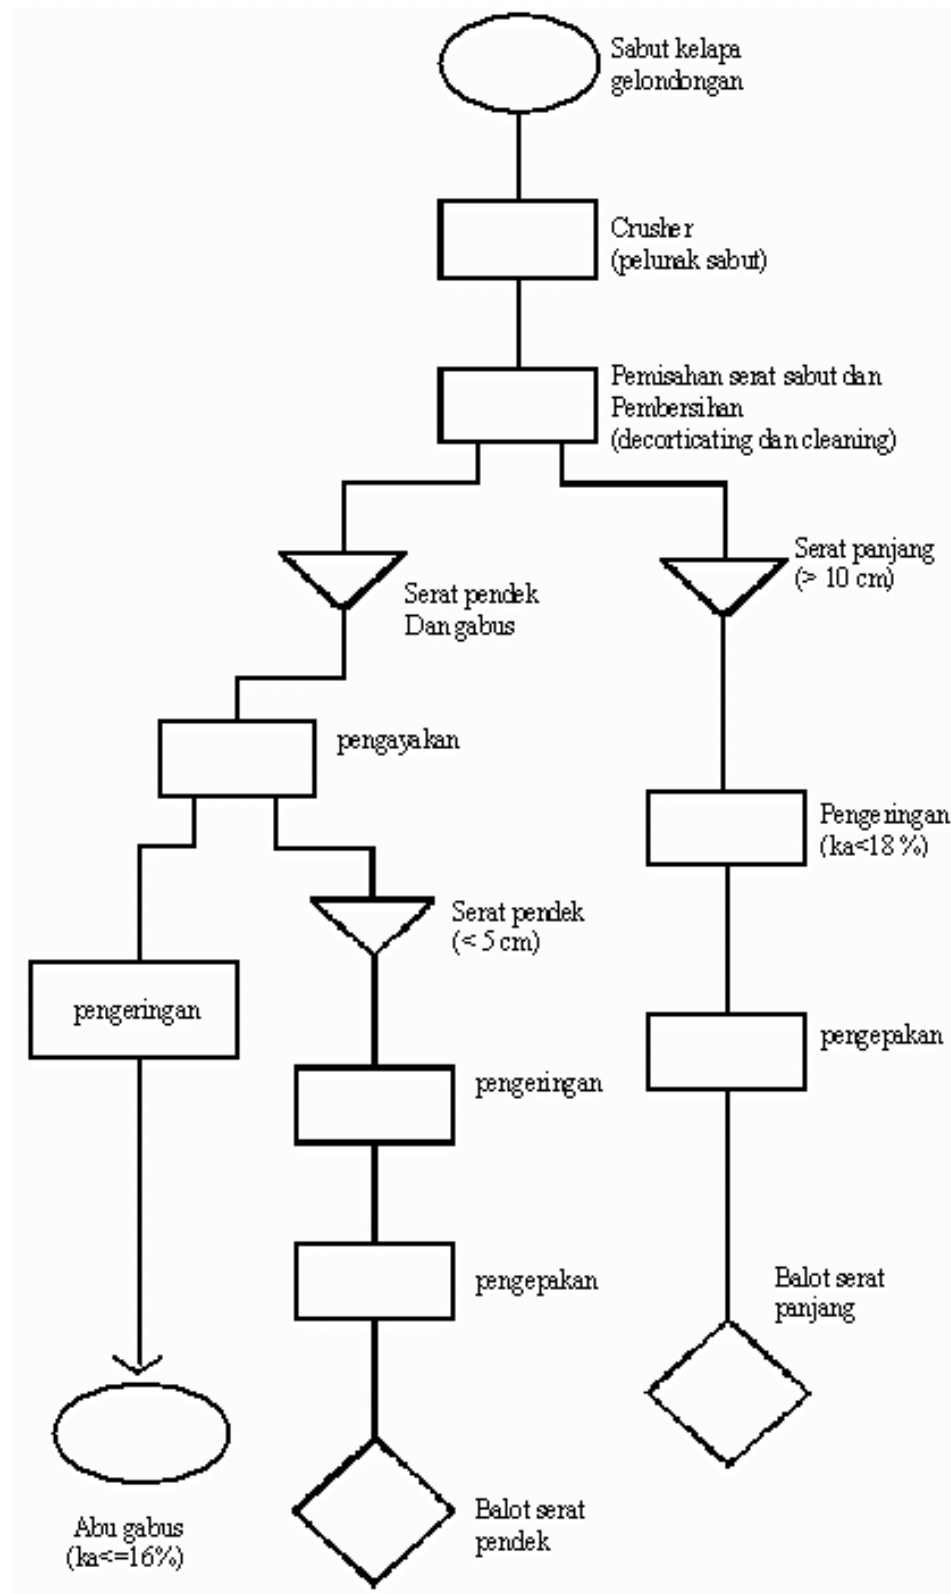 Sabut kelapa
gelondongan
Crusher
(pelunak sabut)
Pemisahan serat sabut dan
Pembersihan
(decorticating dan cleaning)
Serat panjang
(> 10 cm)
Serat pendek
Dan gabus
pengayakan
Pengeringan
(ka<18 %)
Serat pendek
(< 5 cm)
pengeringan
pengepakan
pengeringan
pengepakan
Balot serat
panjang
Balot serat
pendek
Abu gabus
(ka<=16%)